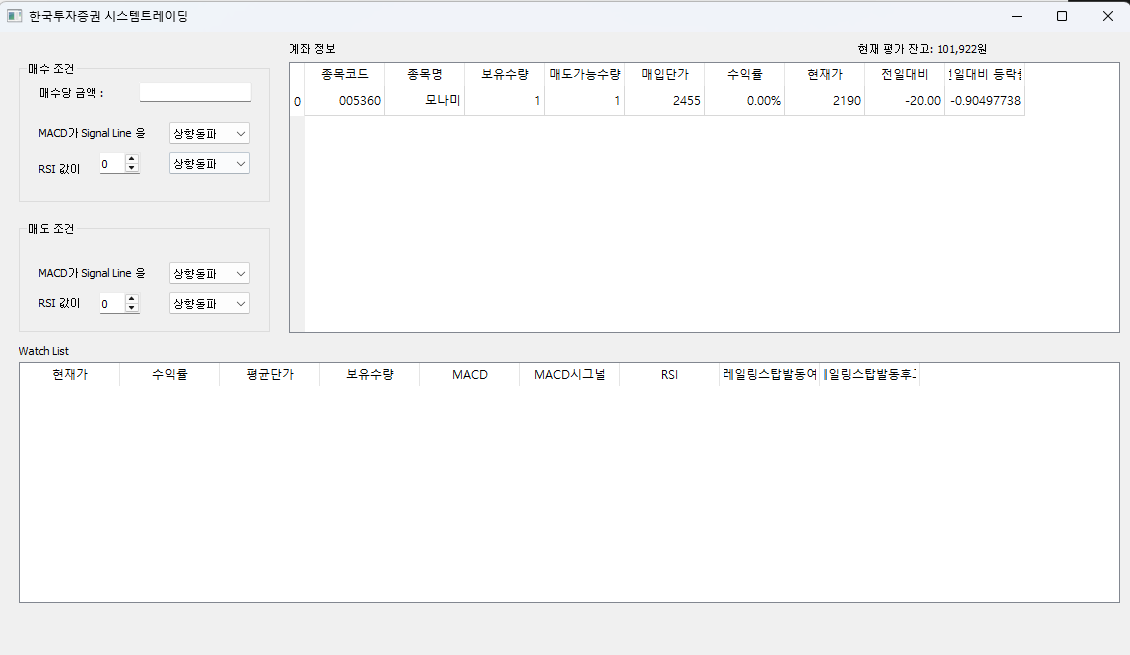 한국투자증권 시스템트레이딩
계좌 정보
현재 평가 잔고: 101,922원
매수 조건
매수당 금액 :
MACD가 Signal Line 을 상향돌파
RSI 값이 0 상향돌파
매도 조건
MACD가 Signal Line 을 상향돌파
RSI 값이 0 상향돌파
종목코드 종목명 보유수량 매도가능수량 매입단가 수익률 현재가 전일대비 일대비 등락
0 005360 모나미 1 1 2455 0.00% 2190 -20.00 -0.90497738
Watch List
현재가 수익률 평균단가 보유수량 MACD MACD시그널 RSI 레일링스탑발동여 일링스탑발동후